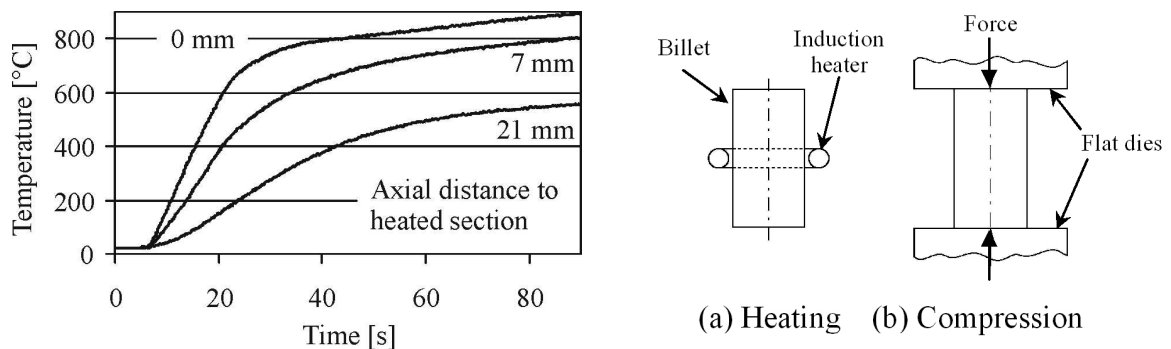 Temperature [°C]
800
600
400
200
0
0 mm
7 mm
21 mm
Axial distance to
heated section
0
20
40
60
80
Time [s]
Billet
Induction
heater
(a) Heating
Force
Flat dies
(b) Compression